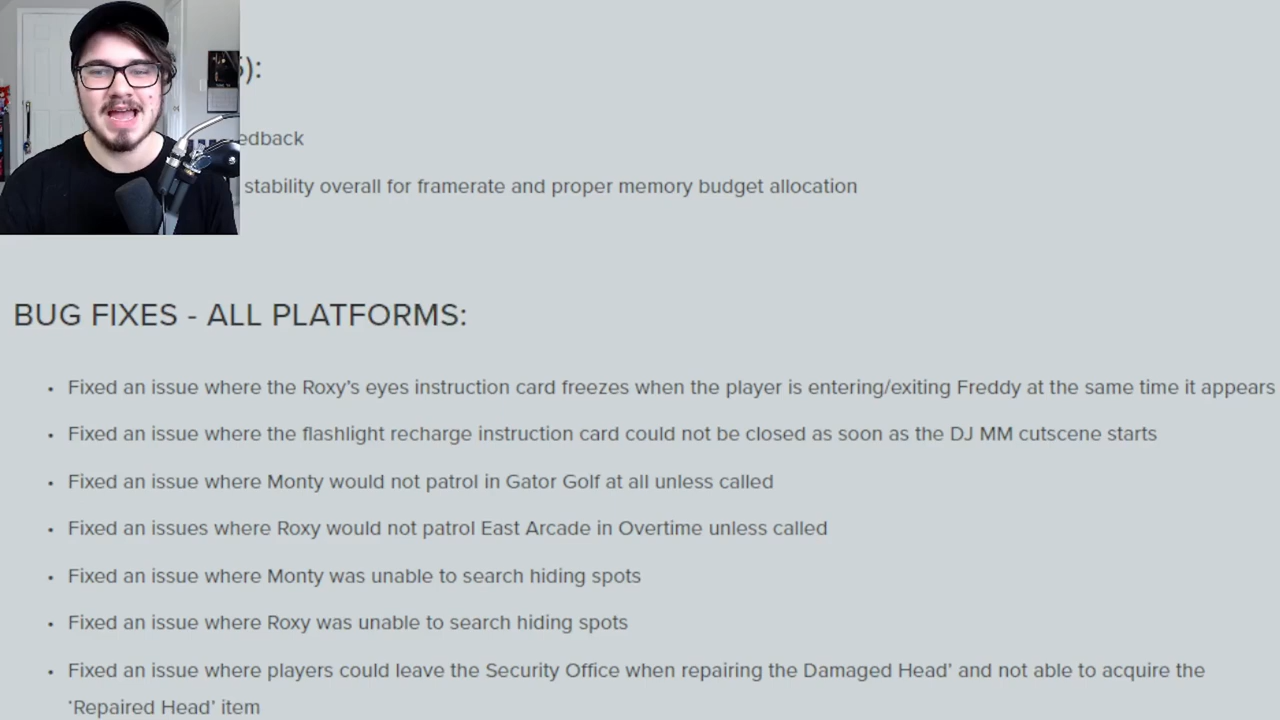 ):
edback
stability overall for framerate and proper memory budget allocation
BUG FIXES - ALL PLATFORMS:
• Fixed an issue where the Roxy’s eyes instruction card freezes when the player is entering/exiting Freddy at the same time it appears
• Fixed an issue where the flashlight recharge instruction card could not be closed as soon as the DJ MM cutscene starts
• Fixed an issue where Monty would not patrol in Gator Golf at all unless called
• Fixed an issues where Roxy would not patrol East Arcade in Overtime unless called
• Fixed an issue where Monty was unable to search hiding spots
• Fixed an issue where Roxy was unable to search hiding spots
• Fixed an issue where players could leave the Security Office when repairing the Damaged Head’ and not able to acquire the
‘Repaired Head’ item